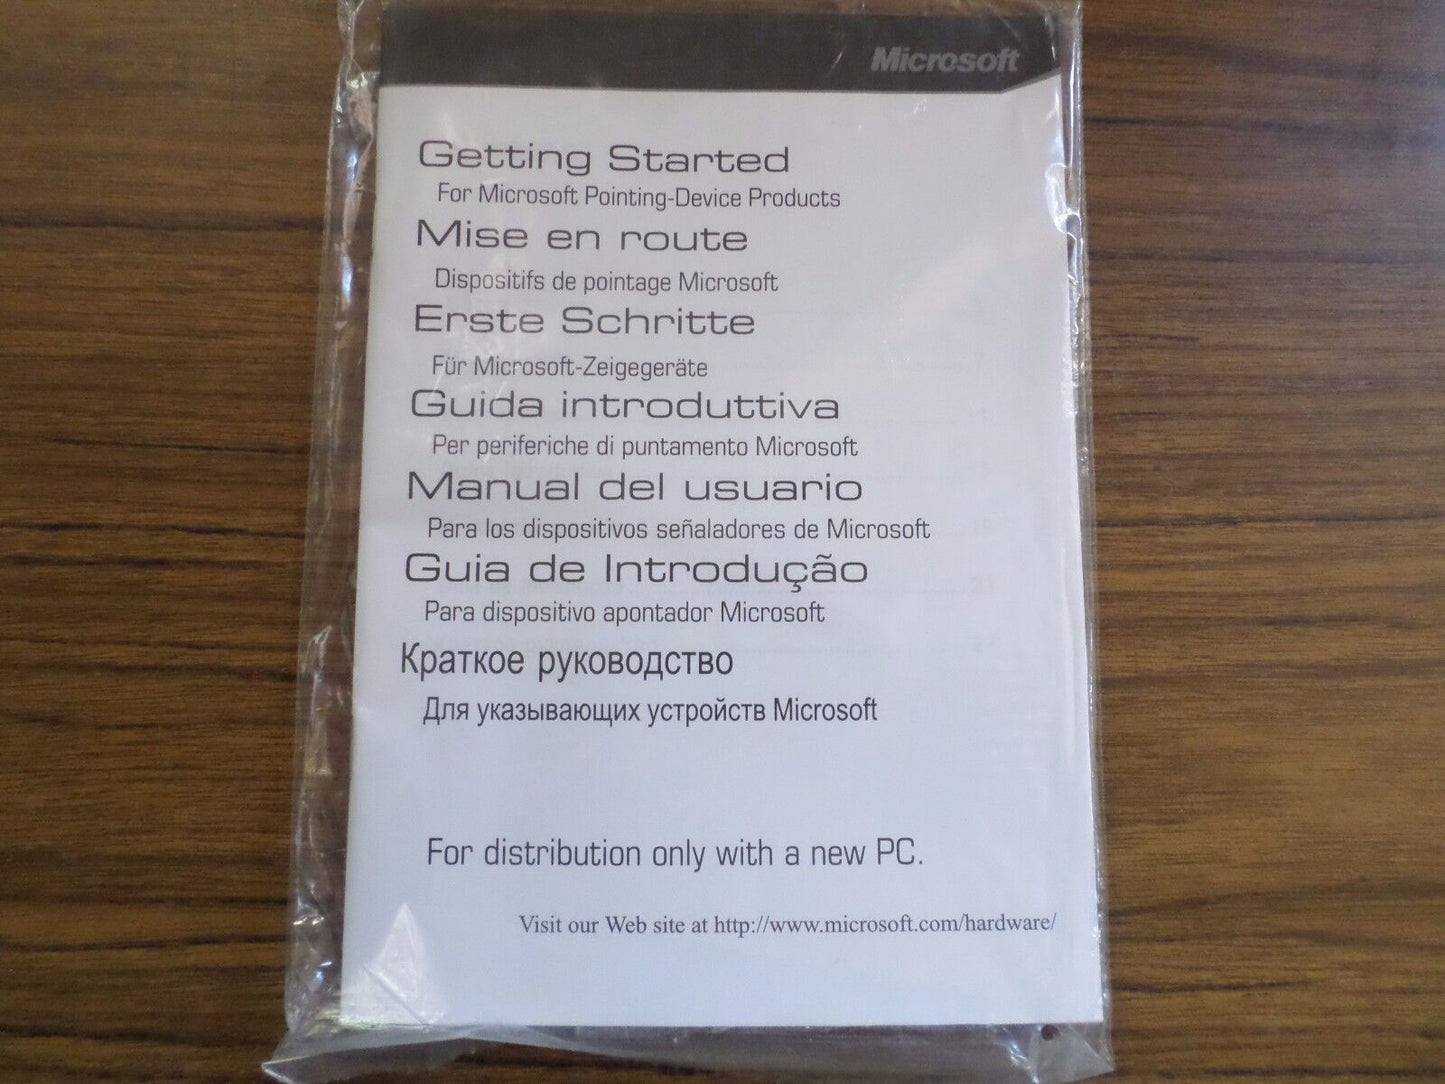 Microsoft
Getting Started
For Microsoft Pointing-Device Products
Mise en route
Dispositifs de pointage Microsoft
Erste Schritte
Für Microsoft-Zeigegeräte
Guida introduttiva
Per periferiche di puntamento Microsoft
Manual del usuario
Para los dispositivos señaladores de Microsoft
Guia de Introdução
Para dispositivo apontador Microsoft
Краткое руководство
Для указывающих устройств Microsoft
For distribution only with a new PC.
Visit our Web site at http://www.microsoft.com/hardware/